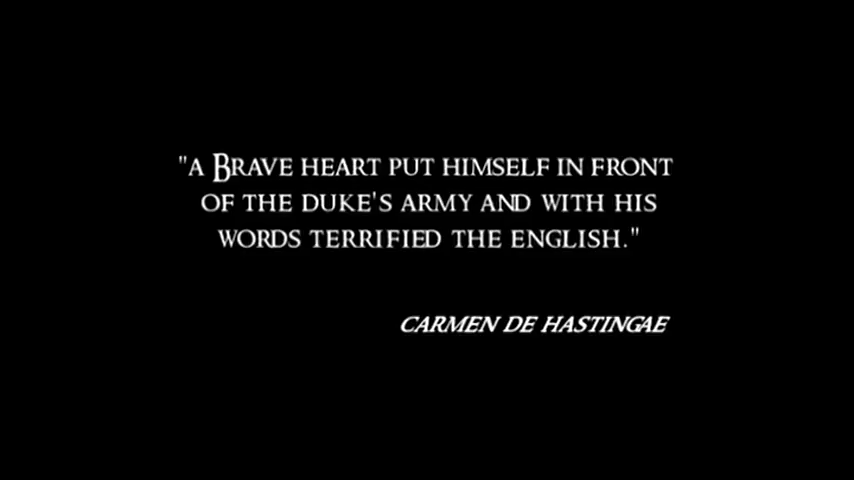 "A BRAVE HEART PUT HIMSELF IN FRONT
OF THE DUKE'S ARMY AND WITH HIS
WORDS TERRIFIED THE ENGLISH."
CARMEN DE HASTINGAE